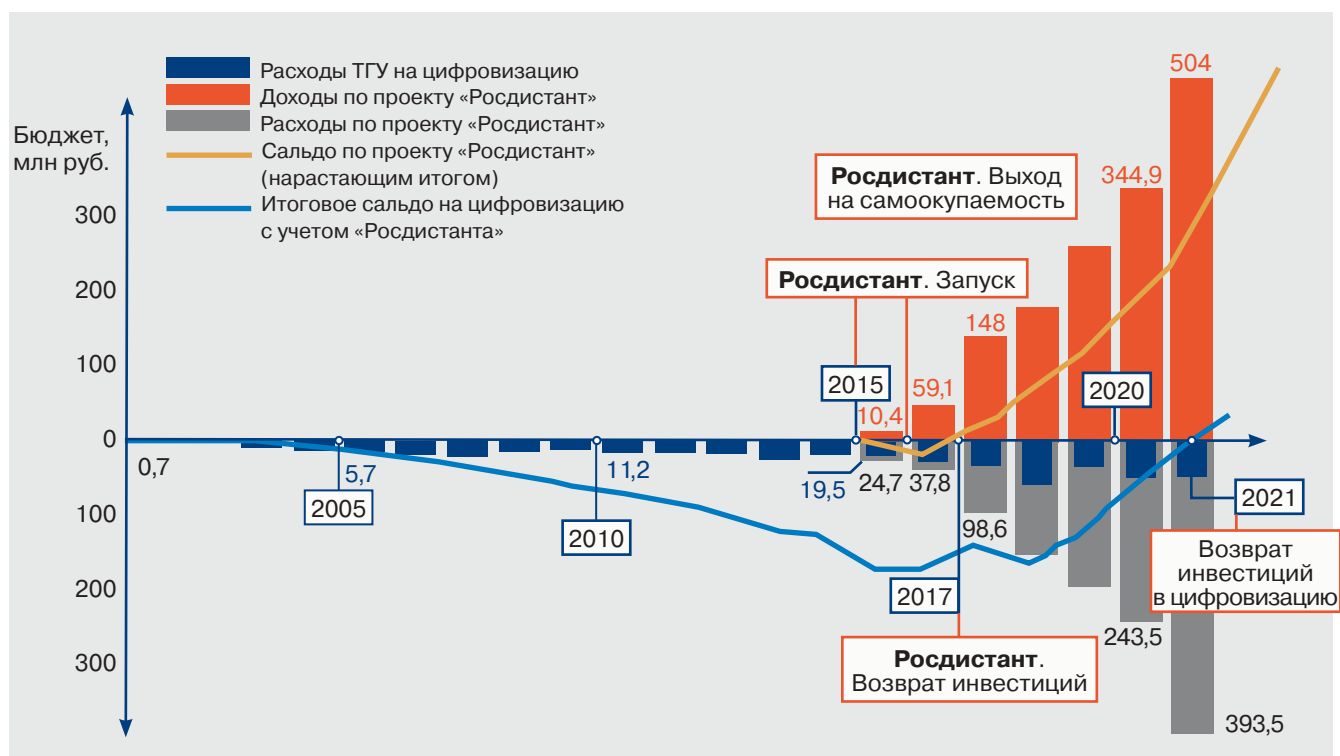 Бюджет,
млн руб.
300
200
100
0
100
200
300
Расходы ТГУ на цифровизацию
Доходы по проекту «Росдистант»
Расходы по проекту «Росдистант»
Сальдо по проекту «Росдистант»
(нарастающим итогом)
Итоговое сальдо на цифровизацию
с учетом «Росдистанта»
Росдистант. Выход
на самоокупаемость
Росдистант. Запуск
504
344,9
148
59,1
10,4
2015
2020
0,7
5,7
11,2
19,5
24,7
37,8
98,6
243,5
393,5
2005
2010
2017
2021
Росдистант.
Возврат инвестиций
Возврат
инвестиций
в цифровизацию